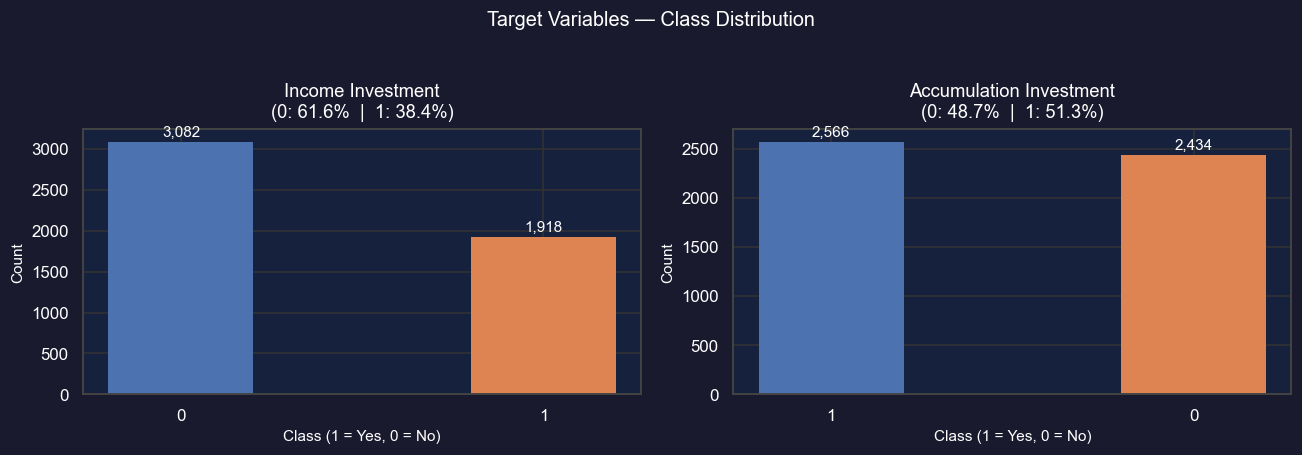 Target Variables — Class Distribution
Income Investment
(0: 61.6%  |  1: 38.4%)
3,082
1,918
3000
2500
2000
1500
1000
500
0
Count
0
1
Class (1 = Yes, 0 = No)
Accumulation Investment
(0: 48.7%  |  1: 51.3%)
2,566
2,434
2500
2000
1500
1000
500
0
Count
1
0
Class (1 = Yes, 0 = No)